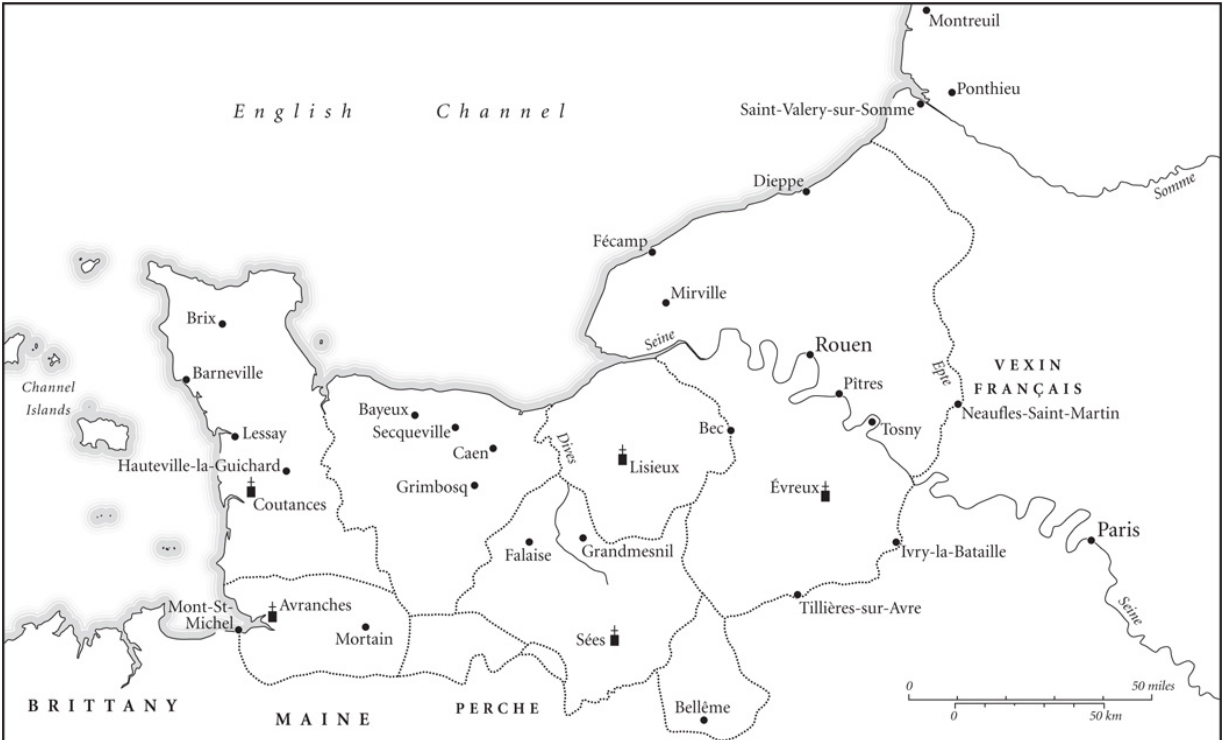 Montreuil
Ponthieu
English Channel
Saint-Valery-sur-Somme
Somme
Dieppe
Fécamp
Mirville
Brix
Seine
Rouen
Epte
VEXIN
FRANÇAIS
Channel
Islands
Barneville
Pîtres
Neaufles-Saint-Martin
Bayeux
Secqueville
Tosny
Lessay
Dives
Bec
Caen
Hauteville-la-Guichard
Lisieux
Coutances
Grimbosq
Évreux
Paris
Falaise
Grandmesnil
Ivry-la-Bataille
Mont-St-
Michel
Avranches
Mortain
Tillières-sur-Avre
Seine
Sées
BRITTANY
MAINE
PERCHE
Bellême
0 50 miles
0 50 km